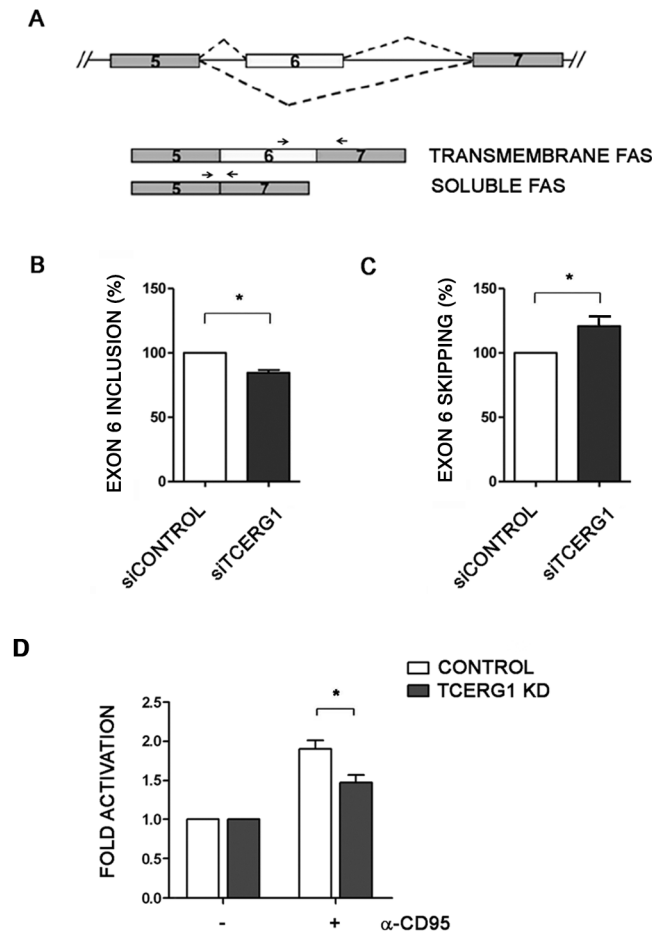 A
5 6 7
5 6 7 TRANSMEMBRANE FAS
5 7 SOLUBLE FAS
B
EXON 6 INCLUSION (%)
150
100
50
0
*
siCONTROL
siTCERG1
C
EXON 6 SKIPPING (%)
150
100
50
0
*
siCONTROL
siTCERG1
D
CONTROL
TCERG1 KD
FOLD ACTIVATION
2.5
2.0
1.5
1.0
0.5
0.0
*
- + α-CD95